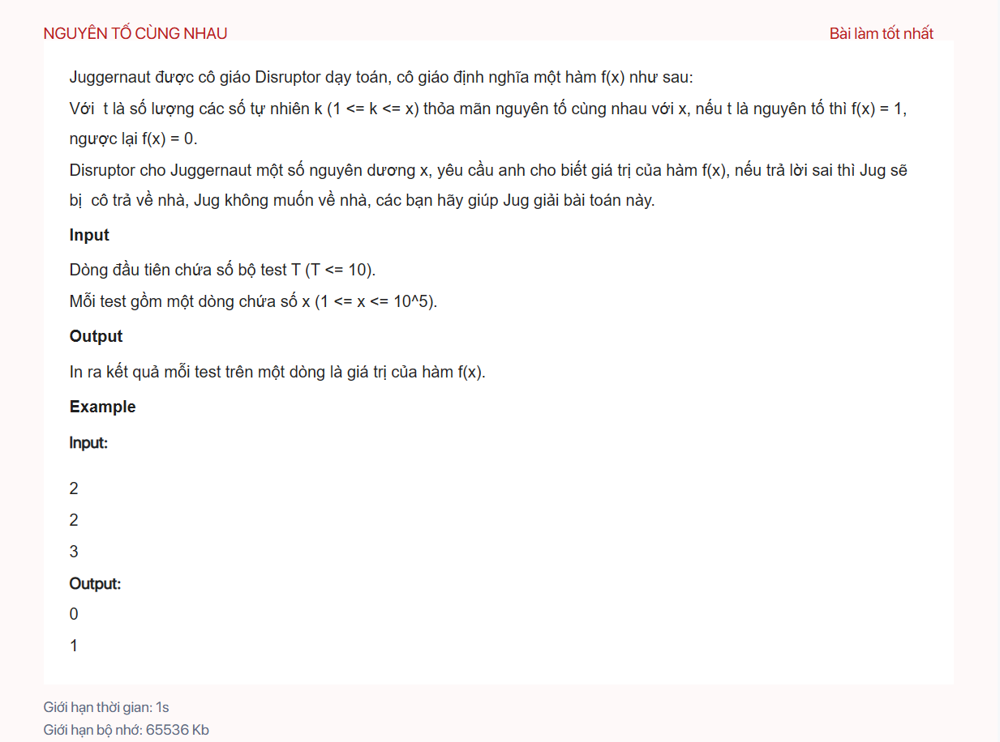 NGUYÊN TỐ CÙNG NHAU
Bài làm tốt nhất
Juggernaut được cô giáo Disruptor dạy toán, cô giáo định nghĩa một hàm f(x) như sau:
Với t là số lượng các số tự nhiên k (1 <= k <= x) thỏa mãn nguyên tố cùng nhau với x, nếu t là nguyên tố thì f(x) = 1,
ngược lại f(x) = 0.
Disruptor cho Juggernaut một số nguyên dương x, yêu cầu anh cho biết giá trị của hàm f(x), nếu trả lời sai thì Jug sẽ
bị cô trả về nhà, Jug không muốn về nhà, các bạn hãy giúp Jug giải bài toán này.
Input
Dòng đầu tiên chứa số bộ test T (T <= 10).
Mỗi test gồm một dòng chứa số x (1 <= x <= 10^5).
Output
In ra kết quả mỗi test trên một dòng là giá trị của hàm f(x).
Example
Input:
2
2
3
Output:
0
1
Giới hạn thời gian: 1s
Giới hạn bộ nhớ: 65536 Kb